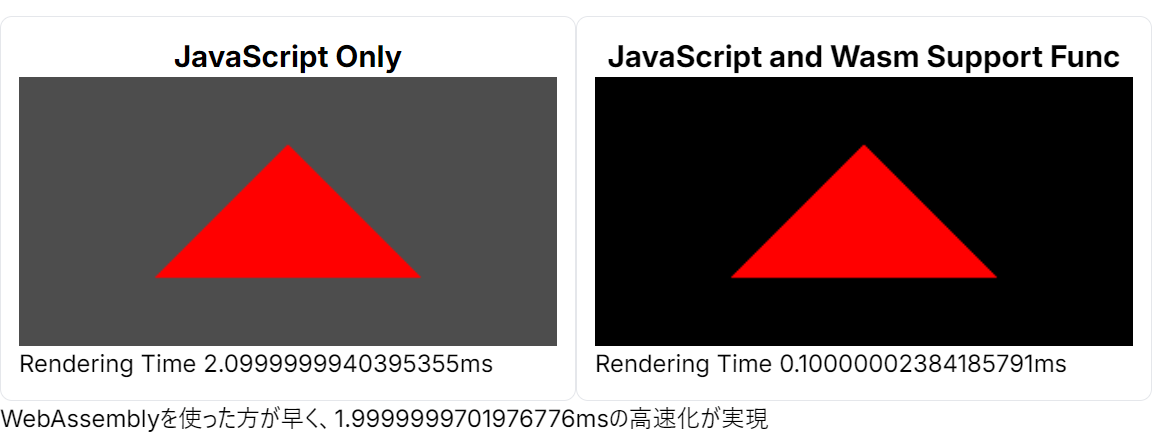 JavaScript Only
Rendering Time 2.0999999940395355ms
JavaScript and Wasm Support Func
Rendering Time 0.10000002384185791ms
WebAssemblyを使った方が早く、1.9999999701976776msの高速化が実現